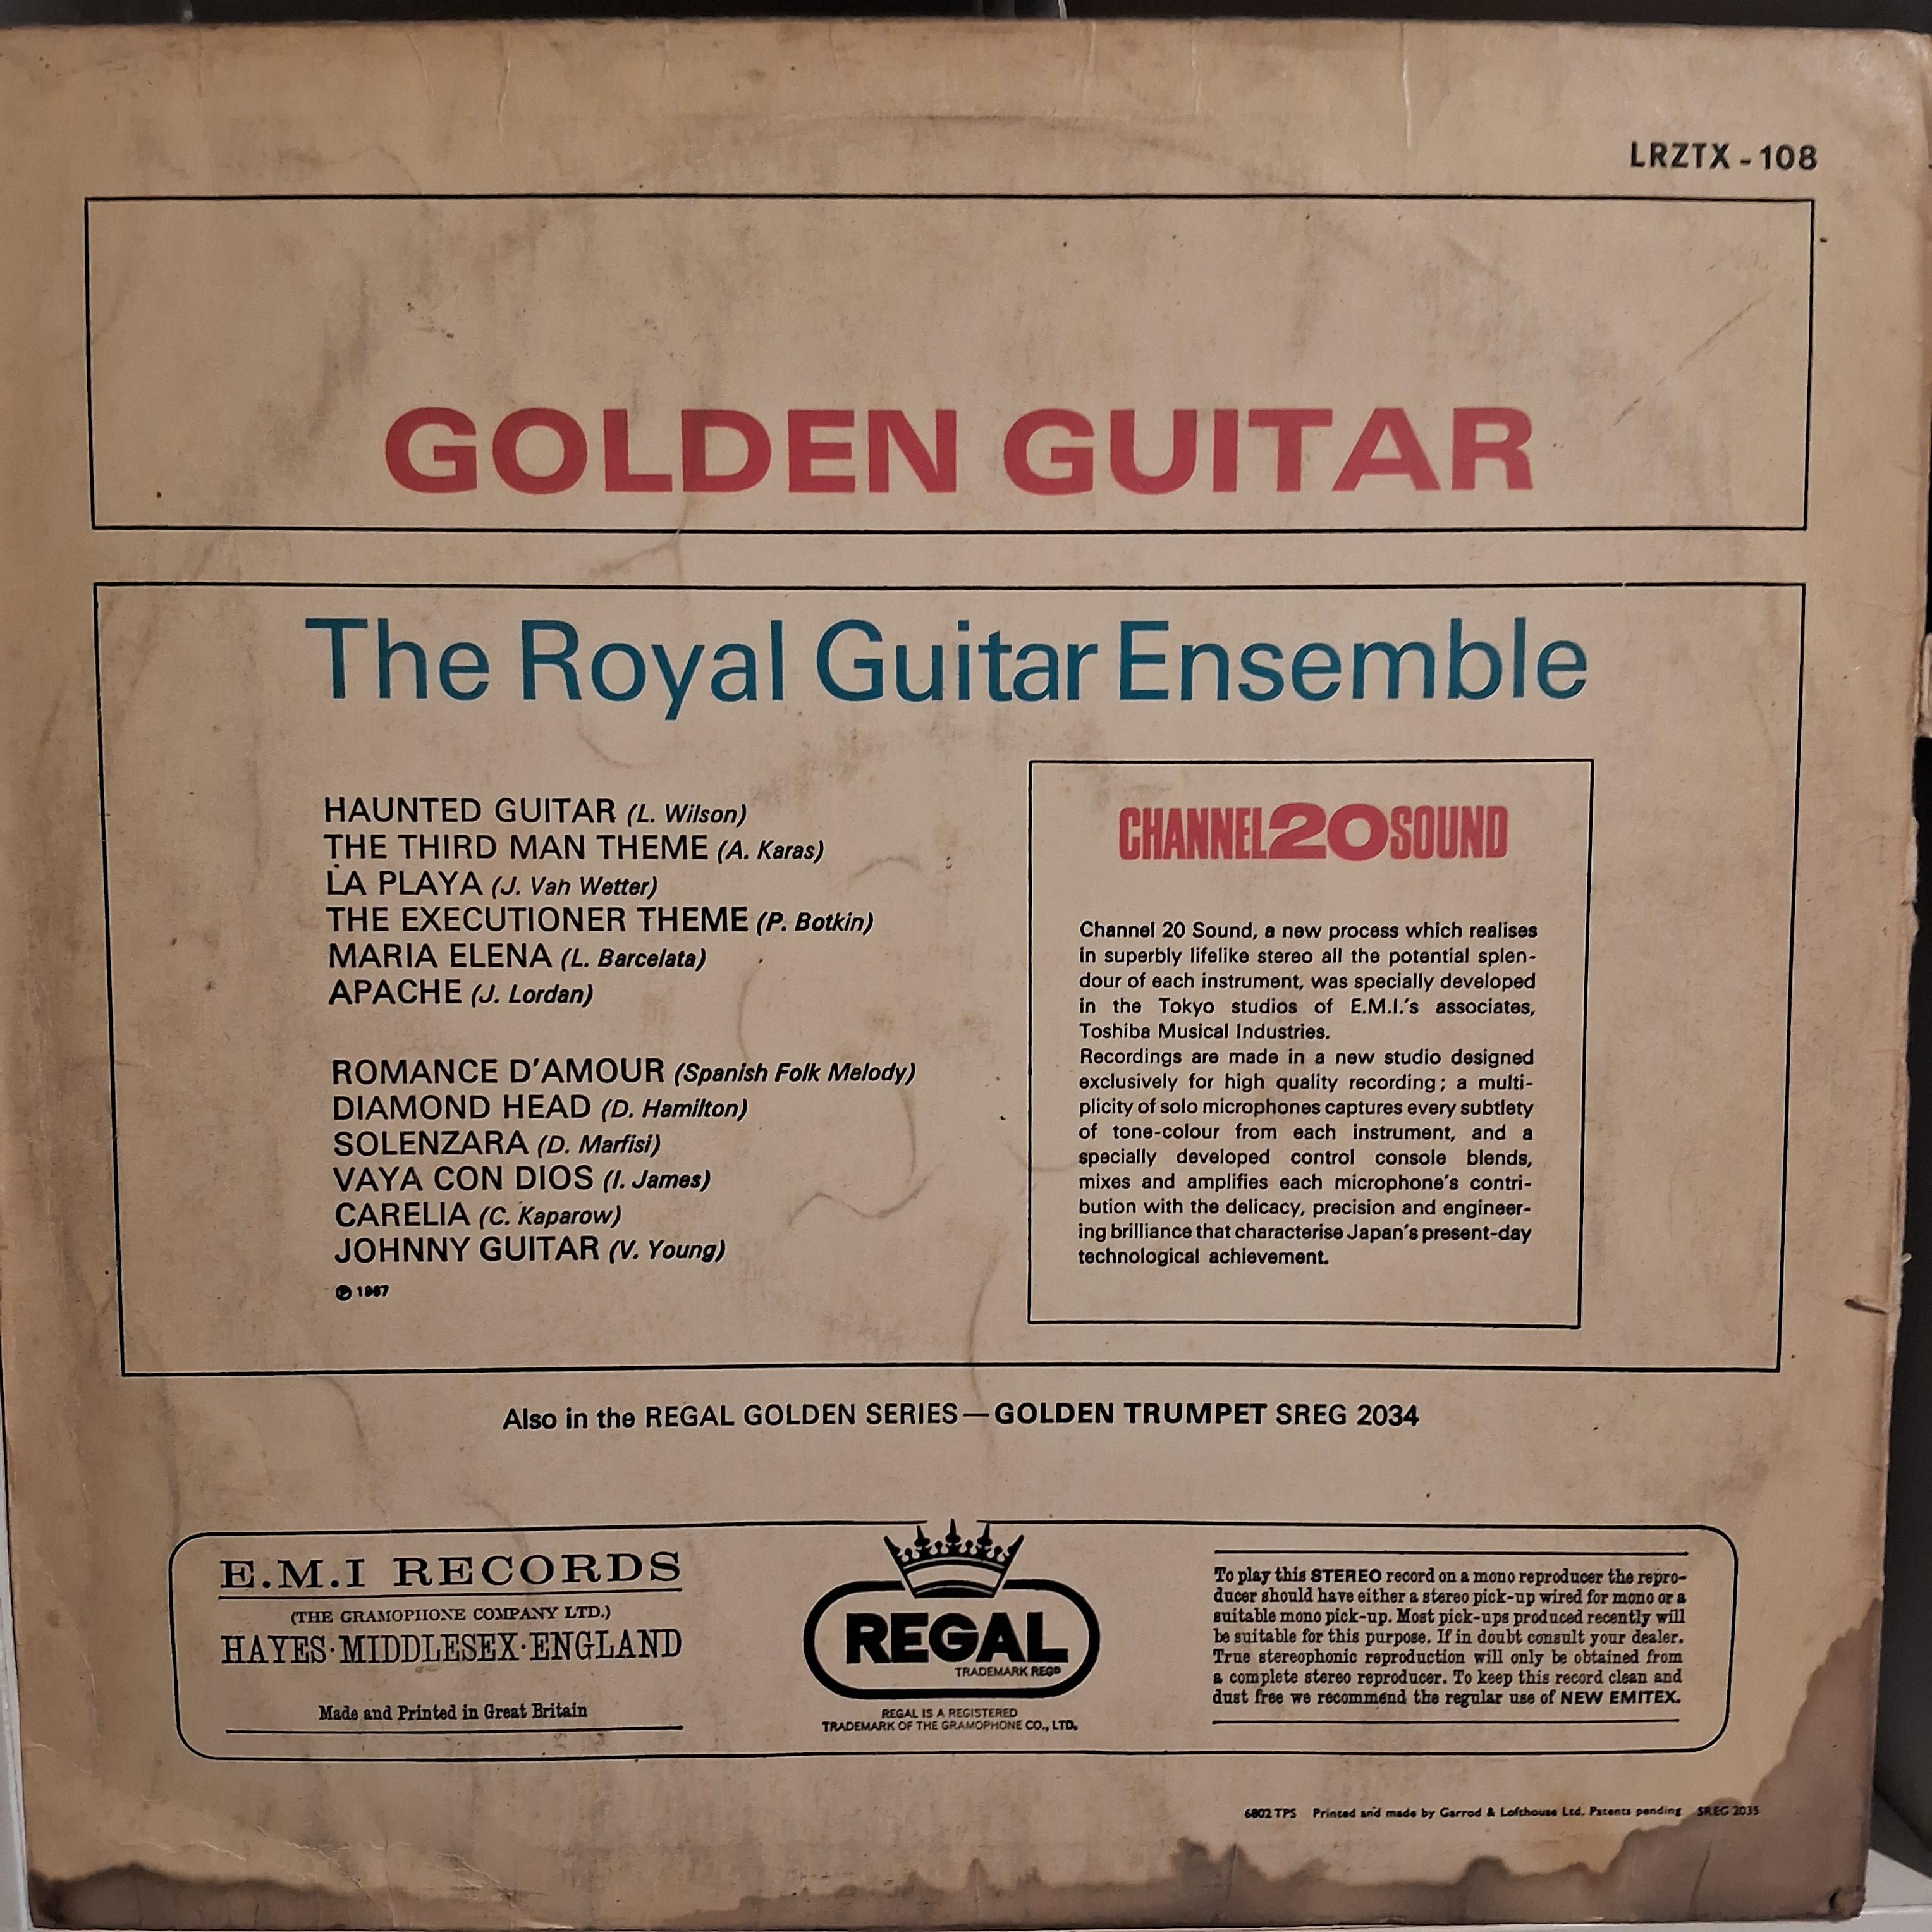 LRZTX - 108
GOLDEN GUITAR
The Royal Guitar Ensemble
HAUNTED GUITAR (L. Wilson)
THE THIRD MAN THEME (A. Karas)
LA PLAYA (J. Vah Wetter)
THE EXECUTIONER THEME (P. Botkin)
MARIA ELENA (L. Barcelata)
APACHE (J. Lordan)
ROMANCE D'AMOUR (Spanish Folk Melody)
DIAMOND HEAD (D. Hamilton)
SOLENZARA (D. Marfisi)
VAYA CON DIOS (I. James)
CARELIA (C. Kaparow)
JOHNNY GUITAR (V. Young)
℗ 1967
CHANNEL 20 SOUND
Channel 20 Sound, a new process which realises
in superbly lifelike stereo all the potential splen-
dour of each instrument, was specially developed
in the Tokyo studios of E.M.I.'s associates,
Toshiba Musical Industries.
Recordings are made in a new studio designed
exclusively for high quality recording; a multi-
plicity of solo microphones captures every subtlety
of tone-colour from each instrument, and a
specially developed control console blends,
mixes and amplifies each microphone's contri-
bution with the delicacy, precision and engineer-
ing brilliance that characterise Japan's present-day
technological achievement.
Also in the REGAL GOLDEN SERIES—GOLDEN TRUMPET SREG 2034
E.M.I RECORDS
(THE GRAMOPHONE COMPANY LTD.)
HAYES·MIDDLESEX·ENGLAND
Made and Printed in Great Britain
REGAL
TRADEMARK REGD
REGAL IS A REGISTERED
TRADEMARK OF THE GRAMOPHONE CO., LTD.
To play this STEREO record on a mono reproducer the repro-
ducer should have either a stereo pick-up wired for mono or a
suitable mono pick-up. Most pick-ups produced recently will
be suitable for this purpose. If in doubt consult your dealer.
True stereophonic reproduction will only be obtained from
a complete stereo reproducer. To keep this record clean and
dust free we recommend the regular use of NEW EMITEX.
6802 TPS Printed and made by Garrod & Lofthouse Ltd. Patents pending SREG 2035